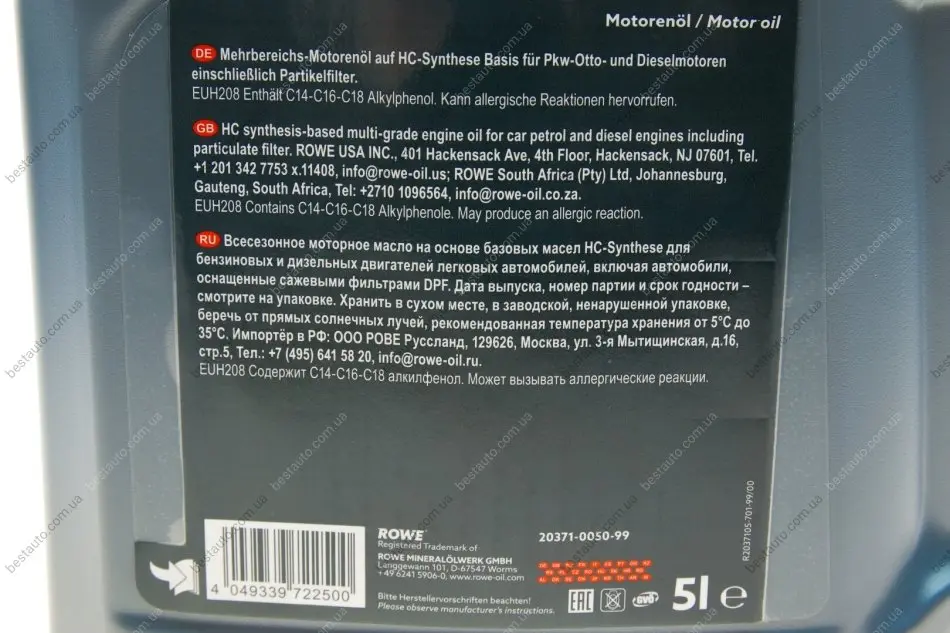 Motorenöl / Motor oil
DE Mehrbereichs-Motorenöl auf HC-Synthese Basis für Pkw-Otto- und Dieselmotoren
einschließlich Partikelfilter.
EUH208 Enthält C14-C16-C18 Alkylphenol. Kann allergische Reaktionen hervorrufen.
GB HC synthesis-based multi-grade engine oil for car petrol and diesel engines including
particulate filter. ROWE USA INC., 401 Hackensack Ave, 4th Floor, Hackensack, NJ 07601, Tel.
+1 201 342 7753 x.11408, info@rowe-oil.us; ROWE South Africa (Pty) Ltd, Johannesburg,
Gauteng, South Africa, Tel: +2710 1096564, info@rowe-oil.co.za.
EUH208 Contains C14-C16-C18 Alkylphenole. May produce an allergic reaction.
RU Всесезонное моторное масло на основе базовых масел HC-Synthese для
бензиновых и дизельных двигателей легковых автомобилей, включая автомобили,
оснащенные сажевыми фильтрами DPF. Дата выпуска, номер партии и срок годности –
смотрите на упаковке. Хранить в сухом месте, в заводской, ненарушенной упаковке,
беречь от прямых солнечных лучей, рекомендованная температура хранения от 5°C до
35°C. Импортёр в РФ: ООО РОВЕ Руссланд, 129626, Москва, ул. 3-я Мытищинская, д.16,
стр.5, Тел.: +7 (495) 641 58 20, info@rowe-oil.ru.
EUH208 Содержит C14-C16-C18 алкилфенол. Может вызывать аллергические реакции.
R2037105-701-99/00
4 049339 722500
ROWE
Registered Trademark of
ROWE MINERALÖLWERK GMBH
Langgewann 101, D-67547 Worms
+49 6241 5906-0, www.rowe-oil.com
Bitte Herstellervorschriften beachten!
Please observe manufacturer's instructions.
20371-0050-99
EAC
GVÖ
5l e
bestauto.com.ua